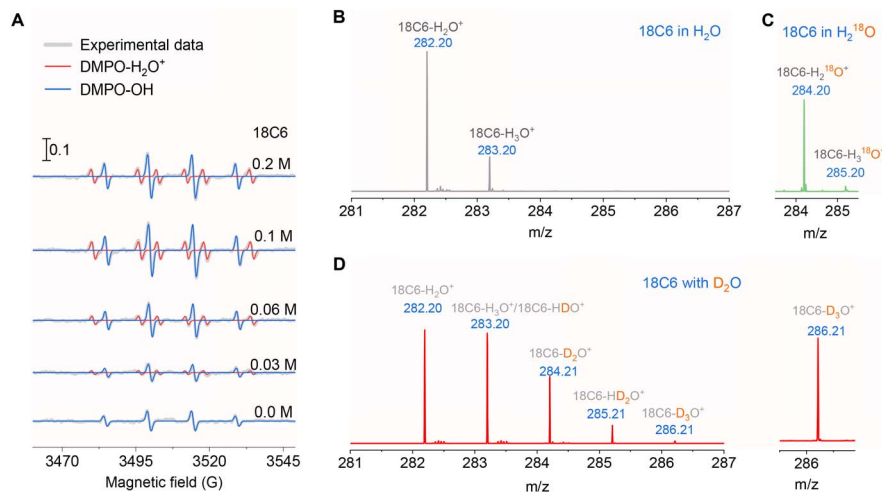 A
Experimental data
DMPO-H₂O⁺
DMPO-OH
0.1
18C6
0.2 M
0.1 M
0.06 M
0.03 M
0.0 M
3470 3495 3520 3545
Magnetic field (G)
B
18C6-H₂O⁺
282.20
18C6 in H₂O
18C6-H₃O⁺
283.20
281 282 283 284 285 286 287
m/z
C
18C6 in H₂¹⁸O
18C6-H₂¹⁸O⁺
284.20
18C6-H₃¹⁸O⁺
285.20
284 285
m/z
D
18C6 with D₂O
18C6-H₂O⁺
282.20
18C6-H₃O⁺/18C6-HDO⁺
283.20
18C6-D₂O⁺
284.21
18C6-HD₂O⁺
285.21
18C6-D₃O⁺
286.21
281 282 283 284 285 286 287
m/z
18C6-D₃O⁺
286.21
286
m/z